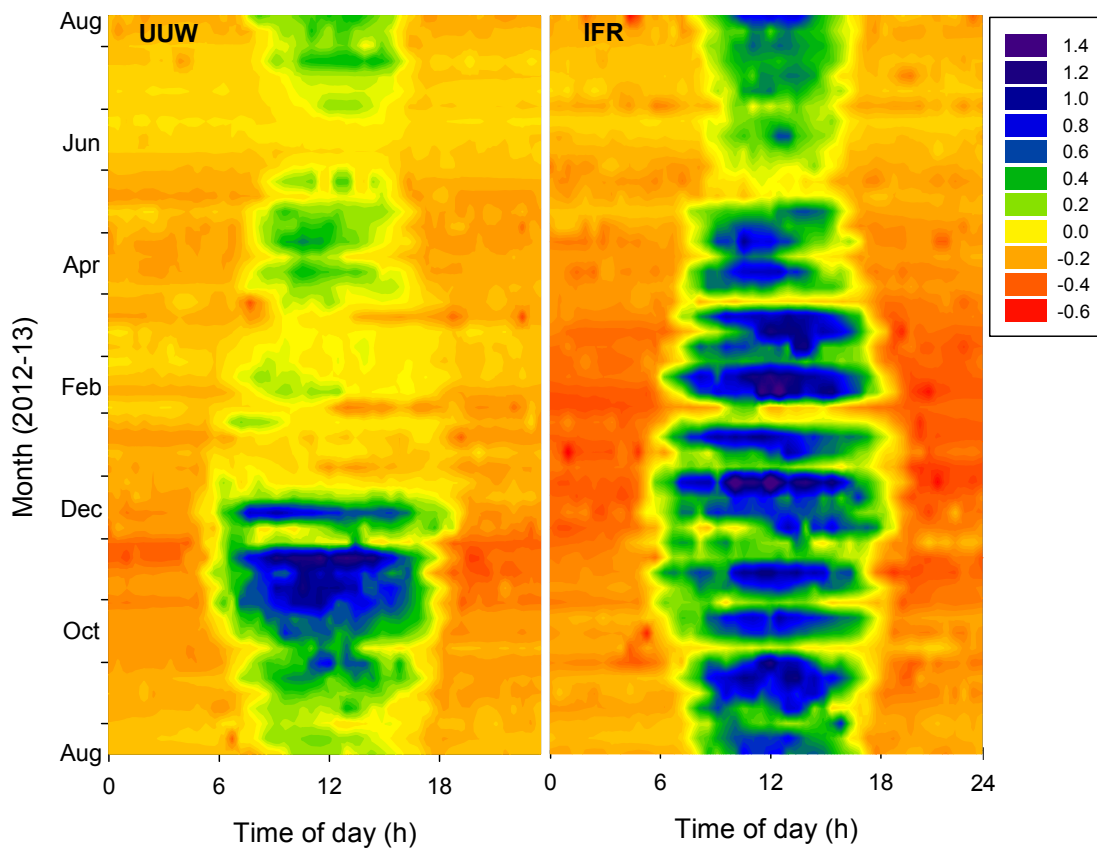 UUW
IFR
Aug
Jun
Apr
Feb
Dec
Oct
Aug
Month (2012-13)
0 6 12 18
0 6 12 18 24
Time of day (h)
Time of day (h)
1.4
1.2
1.0
0.8
0.6
0.4
0.2
0.0
-0.2
-0.4
-0.6